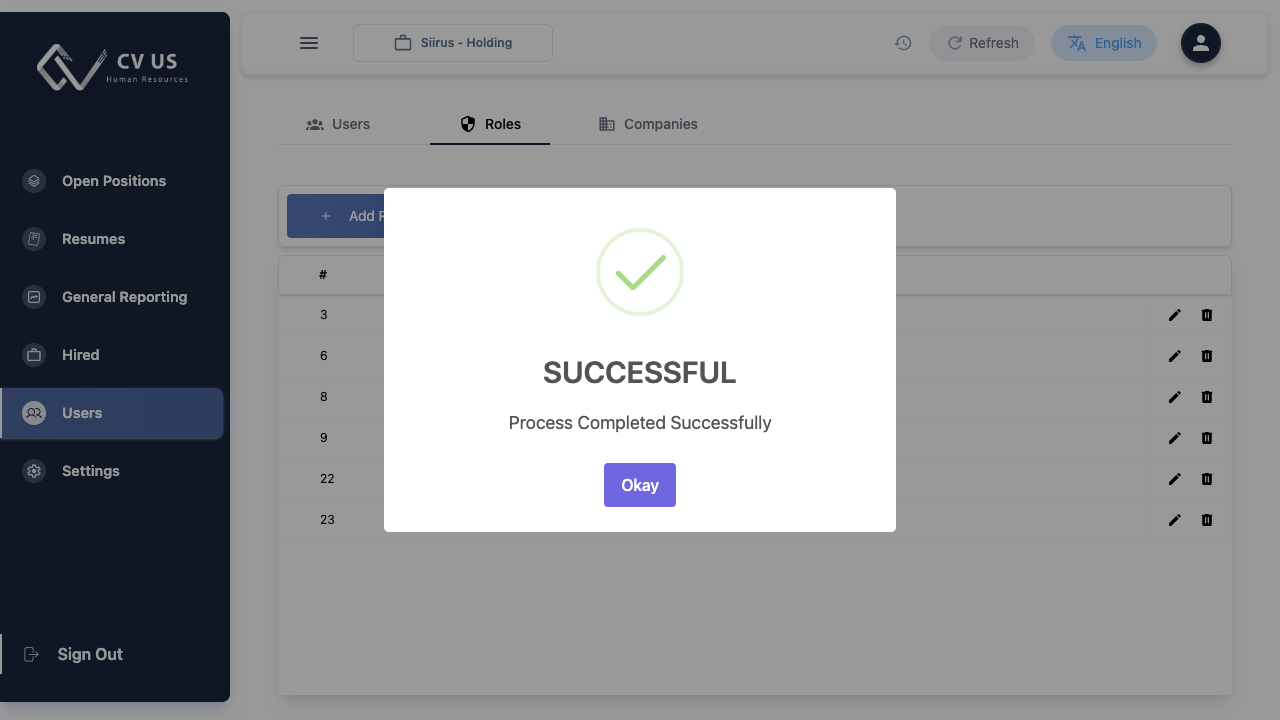 CV US
Human Resources
Siirus - Holding
Refresh
English
Users
Roles
Companies
Open Positions
Resumes
General Reporting
Hired
Users
Settings
Sign Out
+ Add R
#
3
6
8
9
22
23
SUCCESSFUL
Process Completed Successfully
Okay